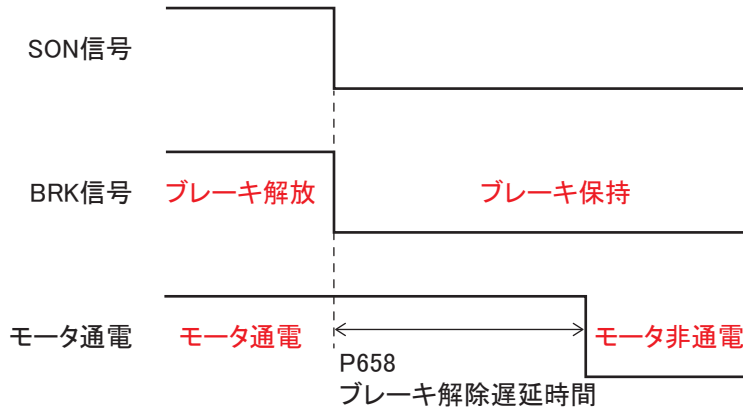 SON信号
BRK信号 ブレーキ解放 ブレーキ保持
モータ通電 モータ通電 モータ非通電
P658
ブレーキ解除遅延時間